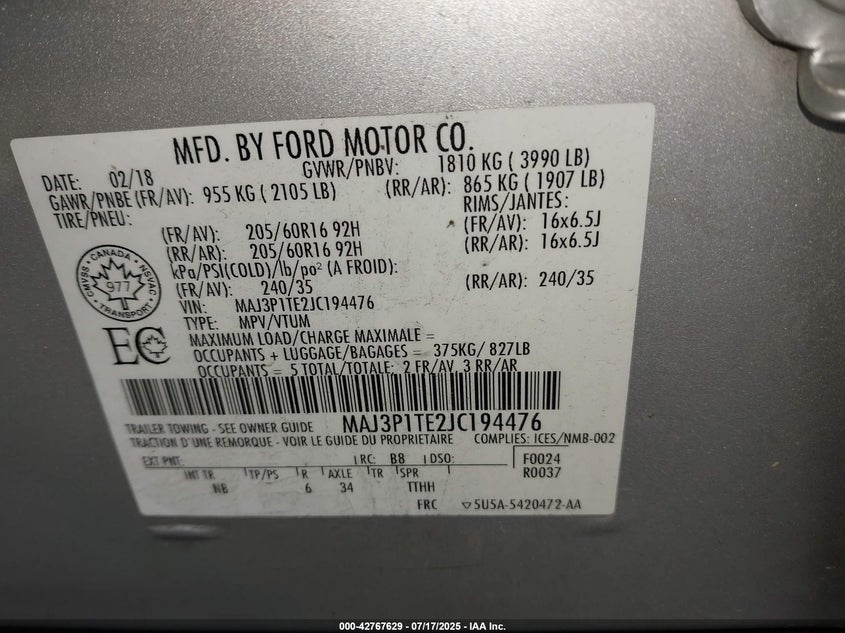 MFD. BY FORD MOTOR CO.
DATE: 02/18 GVWR/PNBV: 1810 KG ( 3990 LB)
GAWR/PNBE (FR/AV): 955 KG ( 2105 LB) (RR/AR): 865 KG ( 1907 LB)
TIRE/PNEU: RIMS/JANTES:
(FR/AV): 205/60R16 92H (FR/AV): 16x6.5J
(RR/AR): 205/60R16 92H (RR/AR): 16x6.5J
kPa/PSI(COLD)/lb/po² (A FROID):
(FR/AV): 240/35 (RR/AR): 240/35
VIN: MAJ3P1TE2JC194476
TYPE: MPV/VTUM
CANADA
CMVSS NSVAC
977
TRANSPORT
EC
MAXIMUM LOAD/CHARGE MAXIMALE =
OCCUPANTS + LUGGAGE/BAGAGES = 375KG/ 827LB
OCCUPANTS = 5 TOTAL/TOTALE: 2 FR/AV, 3 RR/AR
TRAILER TOWING - SEE OWNER GUIDE MAJ3P1TE2JC194476
TRACTION D'UNE REMORQUE - VOIR LE GUIDE DU PROPRIETAIRE COMPLIES: ICES/NMB-002
EXT PNT: RC: B8 DSO: F0024
INT TR TP/PS R AXLE TR SPR R0037
NB 6 34 TTHH
FRC 5U5A-5420472-AA
000-42767629 - 07/17/2025 - IAA Inc.